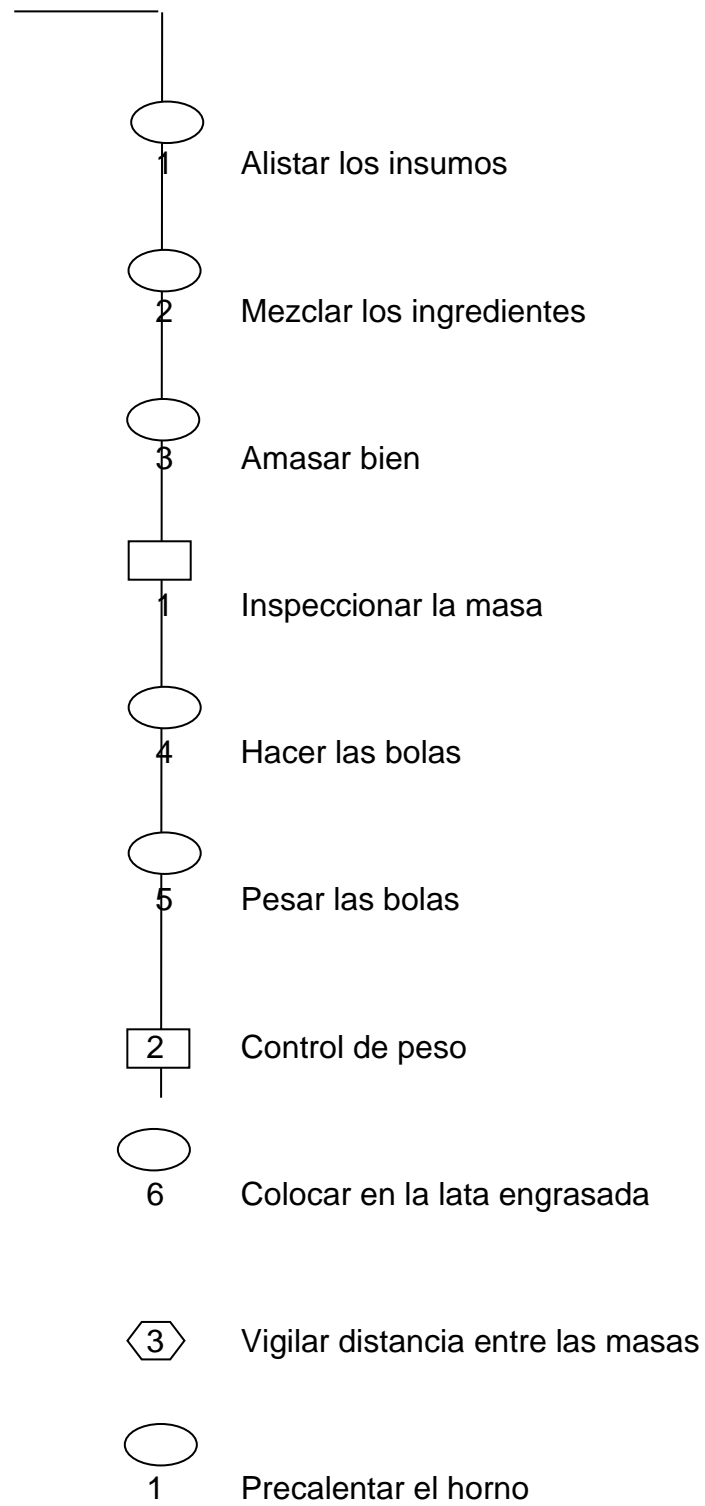 1 Alistar los insumos
2 Mezclar los ingredientes
3 Amasar bien
1 Inspeccionar la masa
4 Hacer las bolas
5 Pesar las bolas
2 Control de peso
6 Colocar en la lata engrasada
3 Vigilar distancia entre las masas
1 Precalentar el horno